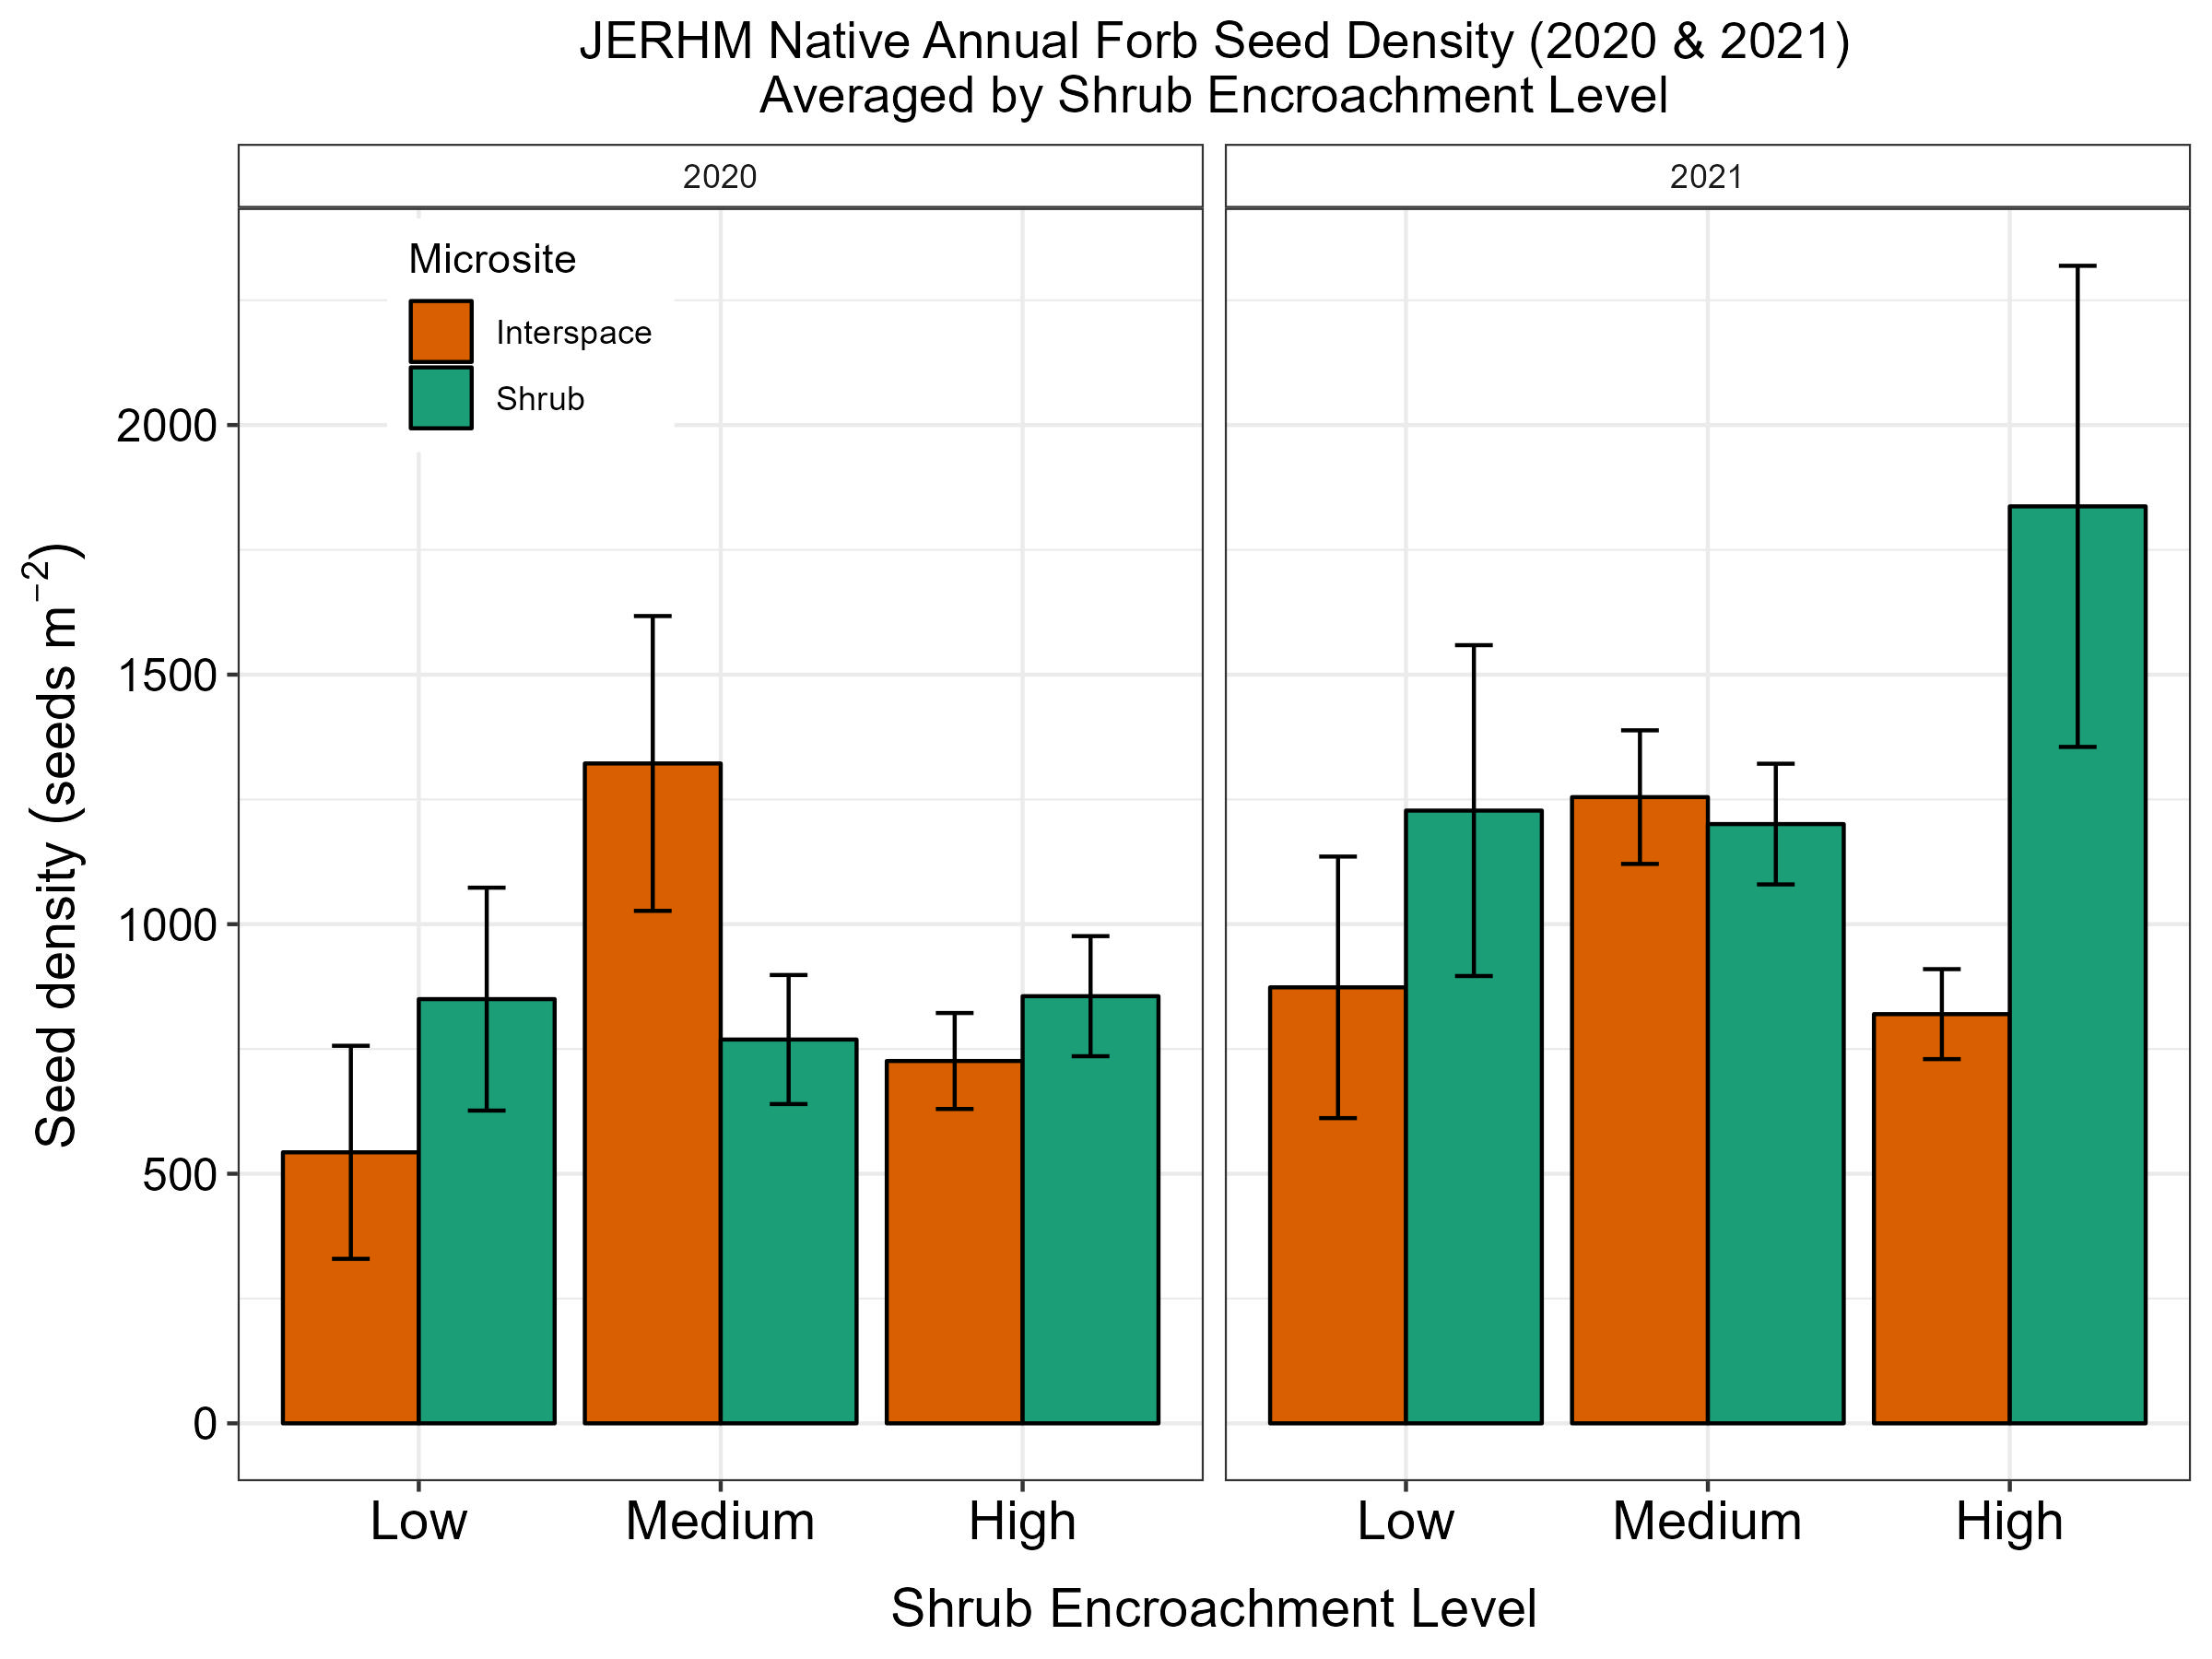 JERHM Native Annual Forb Seed Density (2020 & 2021)
Averaged by Shrub Encroachment Level
2020
2021
Microsite
Interspace
Shrub
Seed density (seeds m⁻²)
2000
1500
1000
500
0
Low
Medium
High
Low
Medium
High
Shrub Encroachment Level